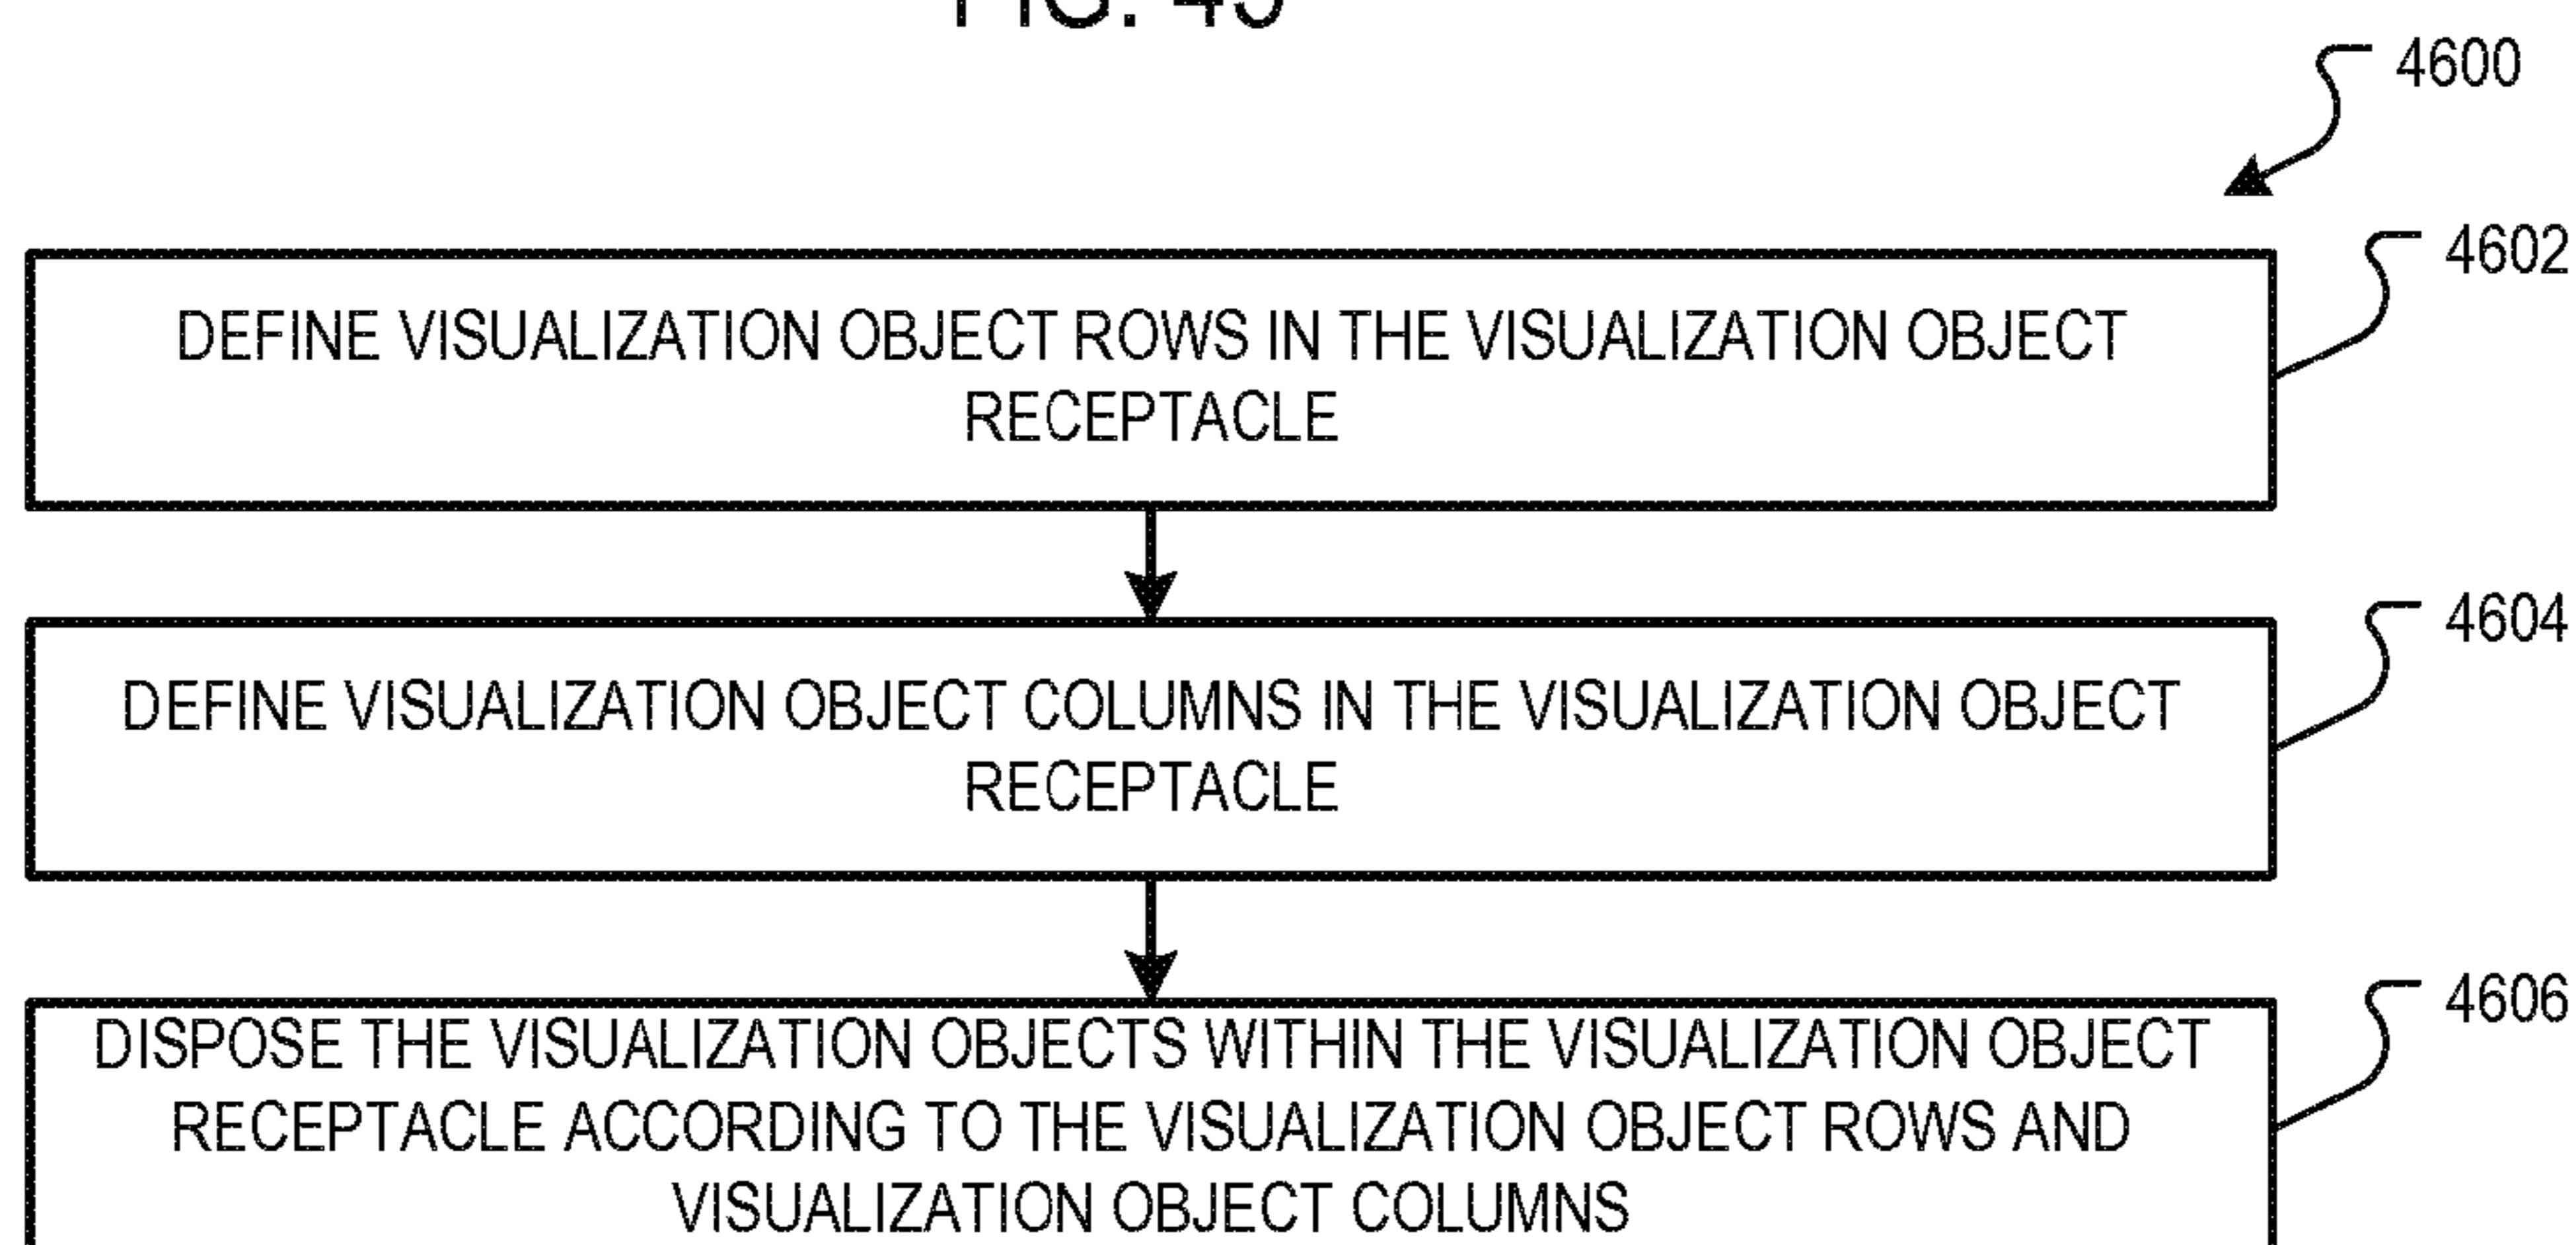 FIG. 45
4600
4602
DEFINE VISUALIZATION OBJECT ROWS IN THE VISUALIZATION OBJECT
RECEPTACLE
4604
DEFINE VISUALIZATION OBJECT COLUMNS IN THE VISUALIZATION OBJECT
RECEPTACLE
4606
DISPOSE THE VISUALIZATION OBJECTS WITHIN THE VISUALIZATION OBJECT
RECEPTACLE ACCORDING TO THE VISUALIZATION OBJECT ROWS AND
VISUALIZATION OBJECT COLUMNS